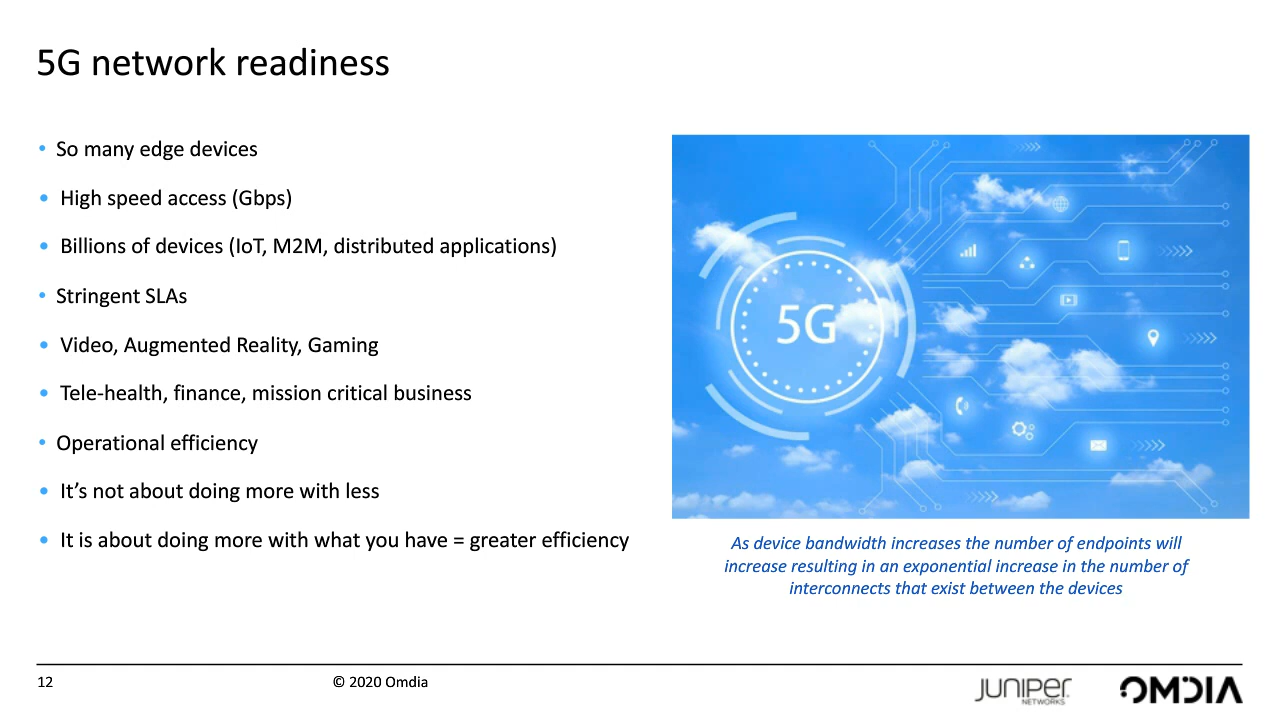 5G network readiness
• So many edge devices
• High speed access (Gbps)
• Billions of devices (IoT, M2M, distributed applications)
• Stringent SLAs
• Video, Augmented Reality, Gaming
• Tele-health, finance, mission critical business
• Operational efficiency
• It’s not about doing more with less
• It is about doing more with what you have = greater efficiency
5G
As device bandwidth increases the number of endpoints will
increase resulting in an exponential increase in the number of
interconnects that exist between the devices
12
© 2020 Omdia
JUNIPER
NETWORKS
OMDIA